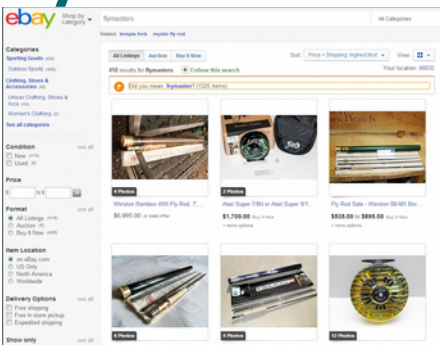 ebay
Shop by
category
flymasters
All Categories
Related: temple fork mystic fly rod
Categories
Sporting Goods
Outdoor Sports
Clothing, Shoes &
Accessories
Unisex Clothing, Shoes &
Accs
Women's Clothing
See all categories
Condition see all
New
Used
Price
$ to $
Format see all
All Listings
Auction
Buy It Now
Item Location
on eBay.com
US Only
North America
Worldwide
Delivery Options see all
Free shipping
Free In-store pickup
Expedited shipping
Show only see all
All Listings Auction Buy It Now
Sort: Price + Shipping: highest first View:
results for flymasters Follow this search
Your location:
Did you mean: frymaster? (1325 items)
4 Photos
Winston Bamboo 4Wt Fly Rod, 7',...
$6,995.00 or best offer
2 Photos
Abel Super 7/8N or Abel Super 9/1...
$1,700.00 Buy It Now
+ more options
Fly Rod Sale - Winston BII-MX Bor...
$535.00 to $895.00 Buy It Now
+ more options
4 Photos
4 Photos
12 Photos